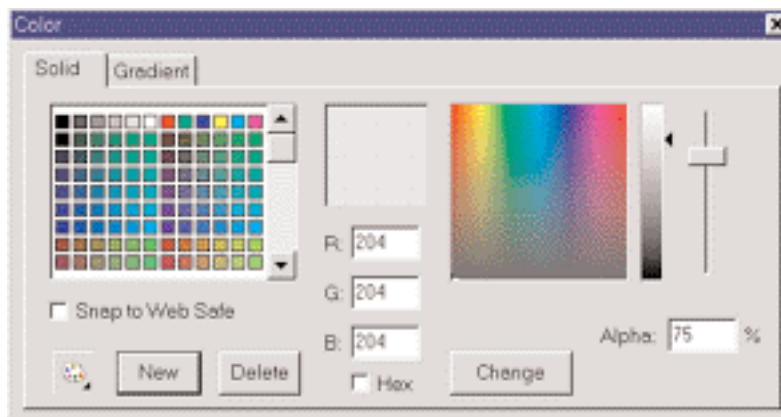 Color
Solid
Gradient
R: 204
G: 204
Snap to Web Safe
B: 204
Alpha: 75 %
New
Delete
Hex
Change